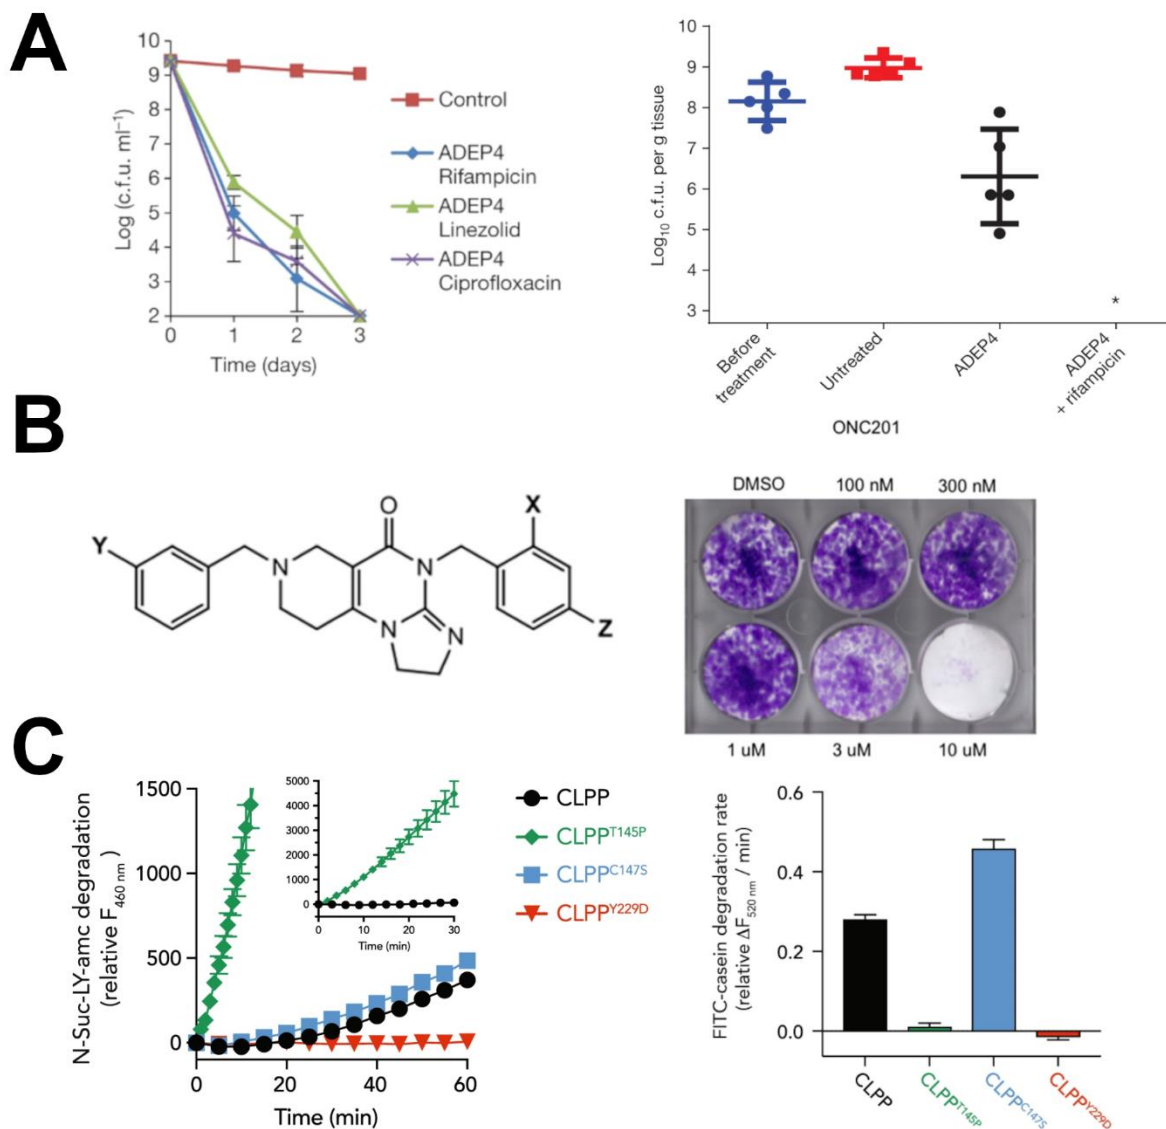 A
10
9
8
7
6
5
4
3
2
0
1
2
3
Log (c.f.u. ml⁻¹)
Time (days)
Control
ADEP4
Rifampicin
ADEP4
Linezolid
ADEP4
Ciprofloxacin
10
9
8
7
6
5
4
3
Log₁₀ c.f.u. per g tissue
*
Before
treatment
Untreated
ADEP4
ADEP4
+ rifampicin
B
Y
N
O
N
N
N
X
Z
ONC201
DMSO
100 nM
300 nM
1 uM
3 uM
10 uM
C
N-Suc-LY-amc degradation
(relative F₄₆₀ ₙₘ)
1500
1000
500
0
0
20
40
60
Time (min)
5000
4000
3000
2000
1000
0
0
10
20
30
Time (min)
CLPP
CLPPᵀ¹⁴⁵ᴾ
CLPPC147S
CLPPY229D
FITC-casein degradation rate
(relative ΔF₅₂₀ ₙₘ / min)
0.6
0.4
0.2
0.0
CLPP
CLPPT145P
CLPPC147S
CLPPY229D